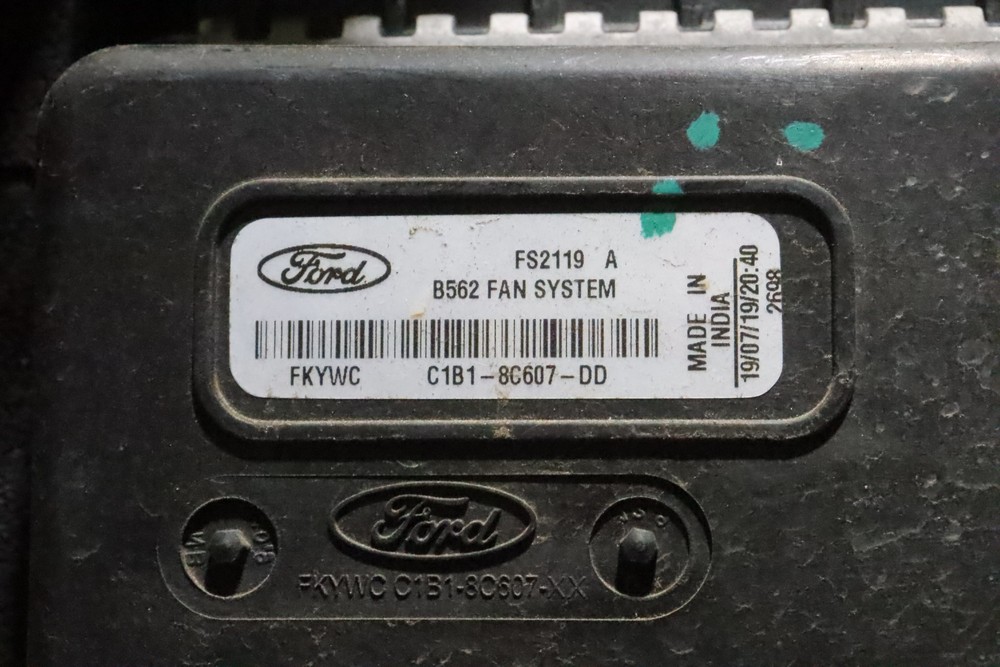 Ford
FS2119 A
B562 FAN SYSTEM
FKYWC C1B1-8C607-DD
MADE IN
INDIA
19/07/19/20:40
2698
Ford
FKYWC C1B1-8C607-XX